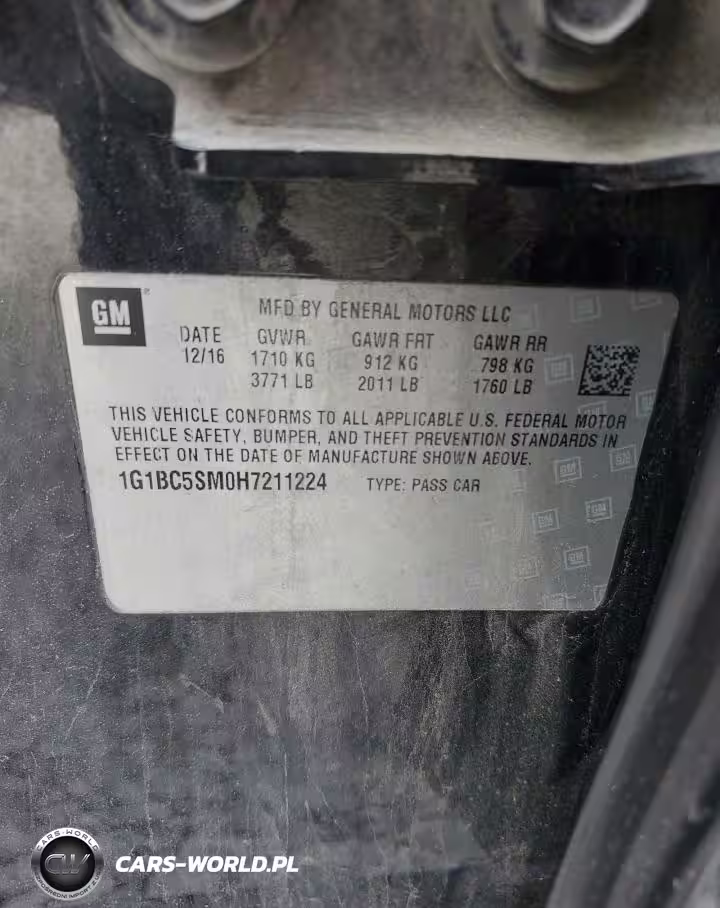 GM
MFD BY GENERAL MOTORS LLC
DATE GVWR GAWR FRT GAWR RR
12/16 1710 KG 912 KG 798 KG
3771 LB 2011 LB 1760 LB
THIS VEHICLE CONFORMS TO ALL APPLICABLE U.S. FEDERAL MOTOR
VEHICLE SAFETY, BUMPER, AND THEFT PREVENTION STANDARDS IN
EFFECT ON THE DATE OF MANUFACTURE SHOWN ABOVE.
1G1BC5SM0H7211224 TYPE: PASS CAR
CARS-WORLD
CW
CARS-WORLD.PL